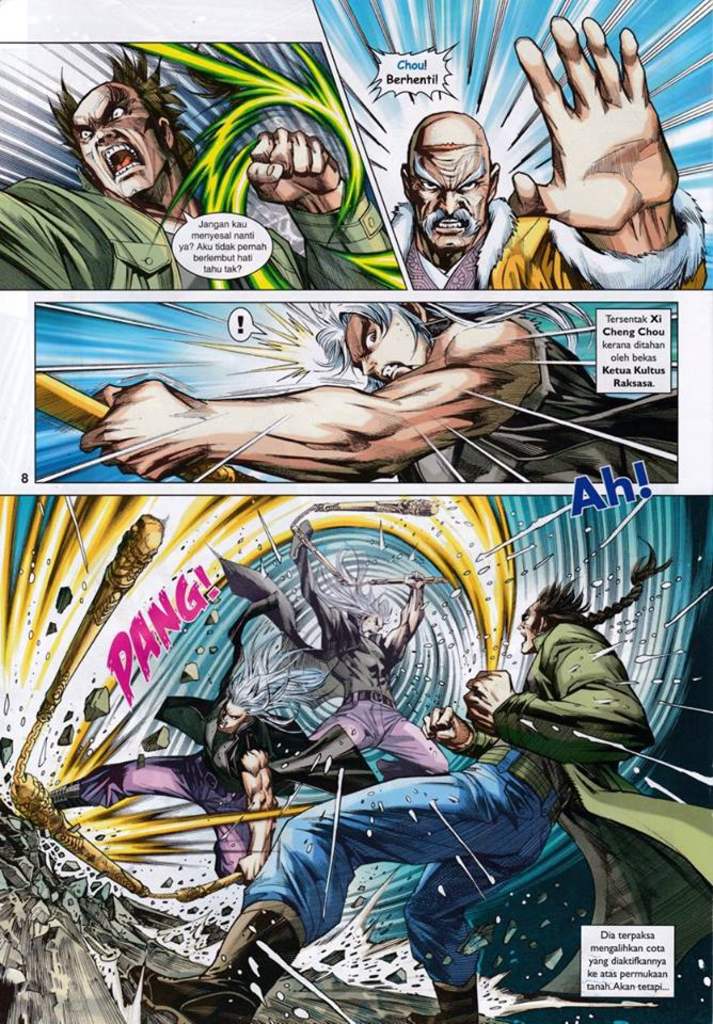 Jangan kau
menyesal nanti
ya? Aku tidak pernah
berlembut hati
tahu tak?
Chou!
Berhenti!
!
Tersentak Xi
Cheng Chou
kerana ditahan
oleh bekas
Ketua Kultus
Raksasa.
8
Ah!
PANG!
Dia terpaksa
mengalihkan cota
yang diaktifkannya
ke atas permukaan
tanah.Akan tetapi...